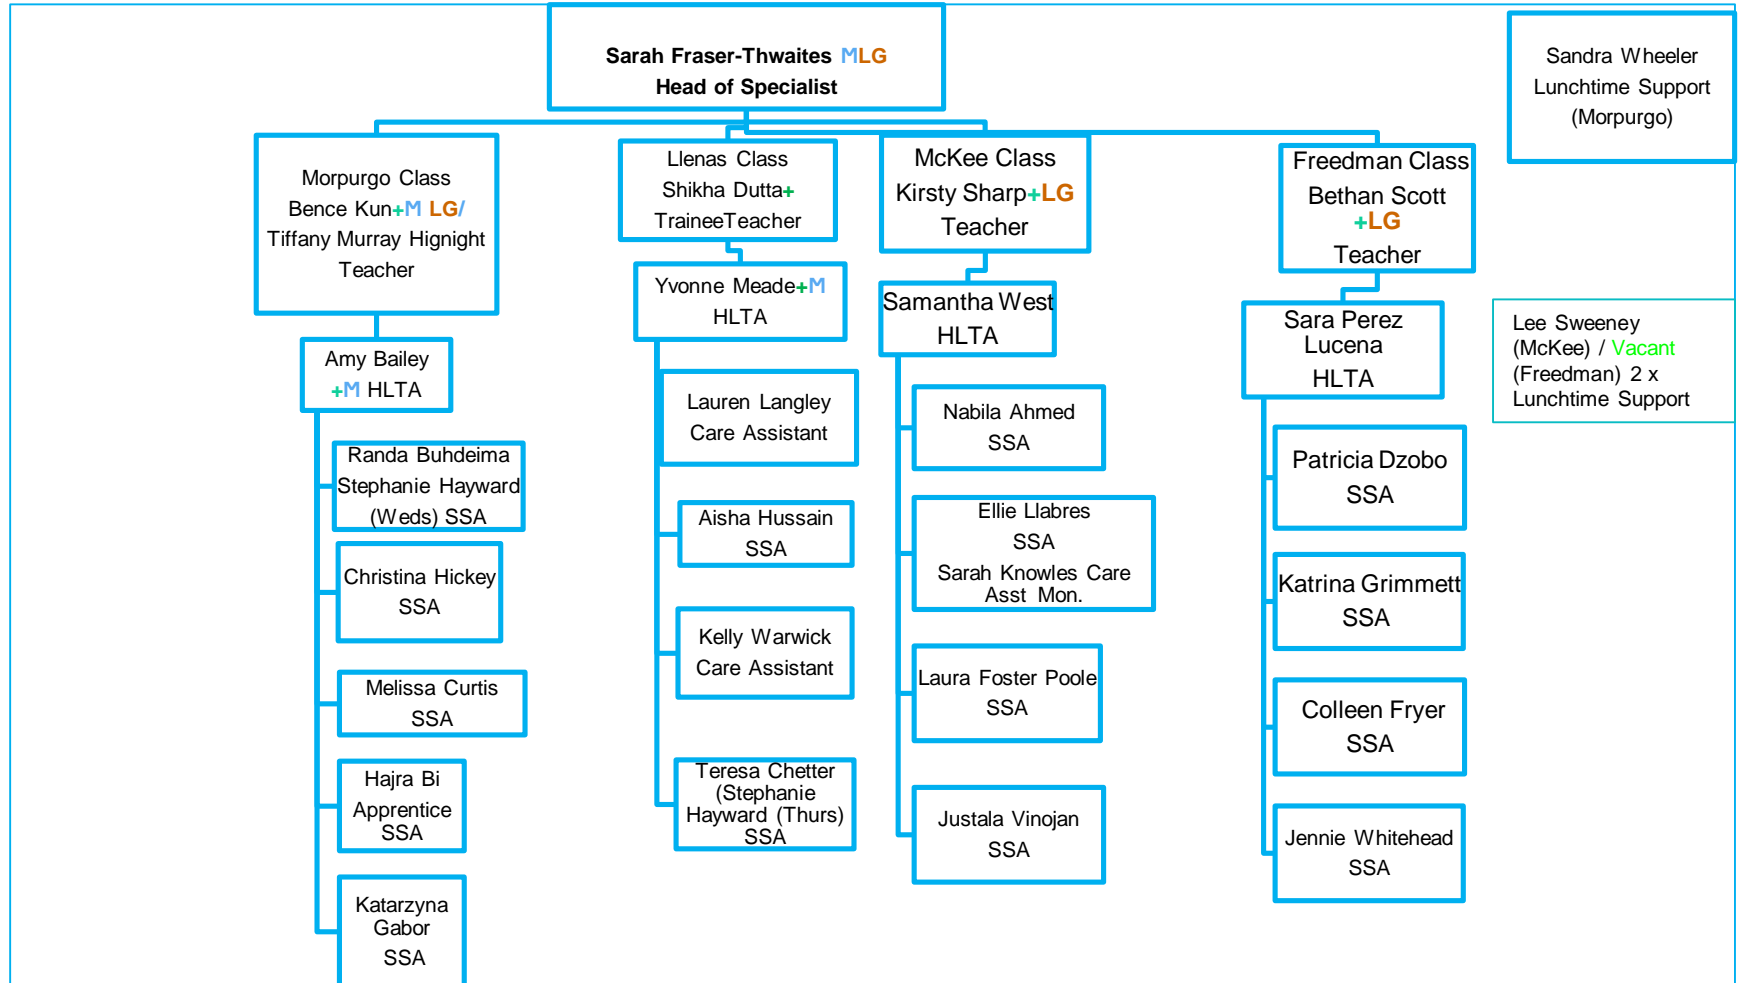 Sarah Fraser-Thwaites MLG
Head of Specialist
Sandra Wheeler
Lunchtime Support
(Morpurgo)
Morpurgo Class
Bence Kun+M LG/
Tiffany Murray Hignight
Teacher
Llenas Class
Shikha Dutta+
TraineeTeacher
McKee Class
Kirsty Sharp+LG
Teacher
Freedman Class
Bethan Scott
+LG
Teacher
Amy Bailey
+M HLTA
Yvonne Meade+M
HLTA
Samantha West
HLTA
Sara Perez
Lucena
HLTA
Lee Sweeney
(McKee) / Vacant
(Freedman) 2 x
Lunchtime Support
Randa Buhdeima
Stephanie Hayward
(Weds) SSA
Christina Hickey
SSA
Melissa Curtis
SSA
Hajra Bi
Apprentice
SSA
Katarzyna
Gabor
SSA
Lauren Langley
Care Assistant
Aisha Hussain
SSA
Kelly Warwick
Care Assistant
Teresa Chetter
(Stephanie
Hayward (Thurs)
SSA
Nabila Ahmed
SSA
Ellie Llabres
SSA
Sarah Knowles Care
Asst Mon.
Laura Foster Poole
SSA
Justala Vinojan
SSA
Patricia Dzobo
SSA
Katrina Grimmett
SSA
Colleen Fryer
SSA
Jennie Whitehead
SSA